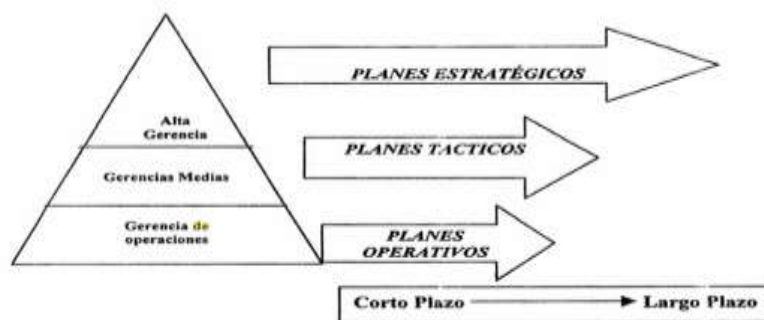 PLANES ESTRATÉGICOS
Alta
Gerencia
PLANES TACTICOS
Gerencias Medias
Gerencia de
operaciones
PLANES
OPERATIVOS
Corto Plazo
Largo Plazo